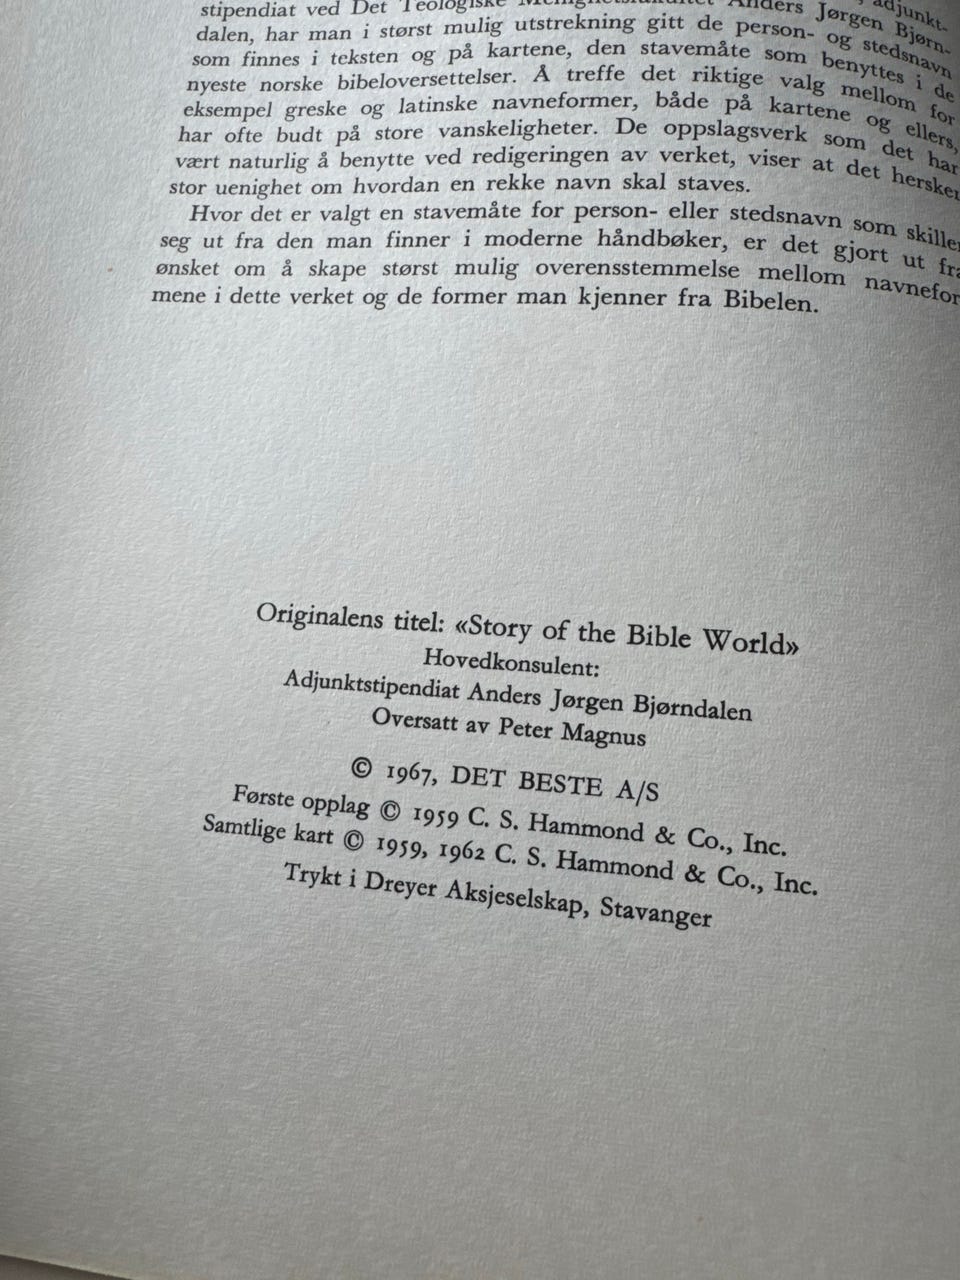 adjunkt-
stipendiat ved Det Teologiske Menighetsfakultet Anders Jørgen Bjørn-
dalen, har man i størst mulig utstrekning gitt de person- og stedsnavn
som finnes i teksten og på kartene, den stavemåte som benyttes i de
nyeste norske bibeloversettelser. Å treffe det riktige valg mellom for
eksempel greske og latinske navneformer, både på kartene og ellers,
har ofte budt på store vanskeligheter. De oppslagsverk som det har
vært naturlig å benytte ved redigeringen av verket, viser at det hersker
stor uenighet om hvordan en rekke navn skal staves.
Hvor det er valgt en stavemåte for person- eller stedsnavn som skiller
seg ut fra den man finner i moderne håndbøker, er det gjort ut fra
ønsket om å skape størst mulig overensstemmelse mellom navnefor
mene i dette verket og de former man kjenner fra Bibelen.
Originalens titel: «Story of the Bible World»
Hovedkonsulent:
Adjunktstipendiat Anders Jørgen Bjørndalen
Oversatt av Peter Magnus
© 1967, DET BESTE A/S
Første opplag © 1959 C. S. Hammond & Co., Inc.
Samtlige kart © 1959, 1962 C. S. Hammond & Co., Inc.
Trykt i Dreyer Aksjeselskap, Stavanger